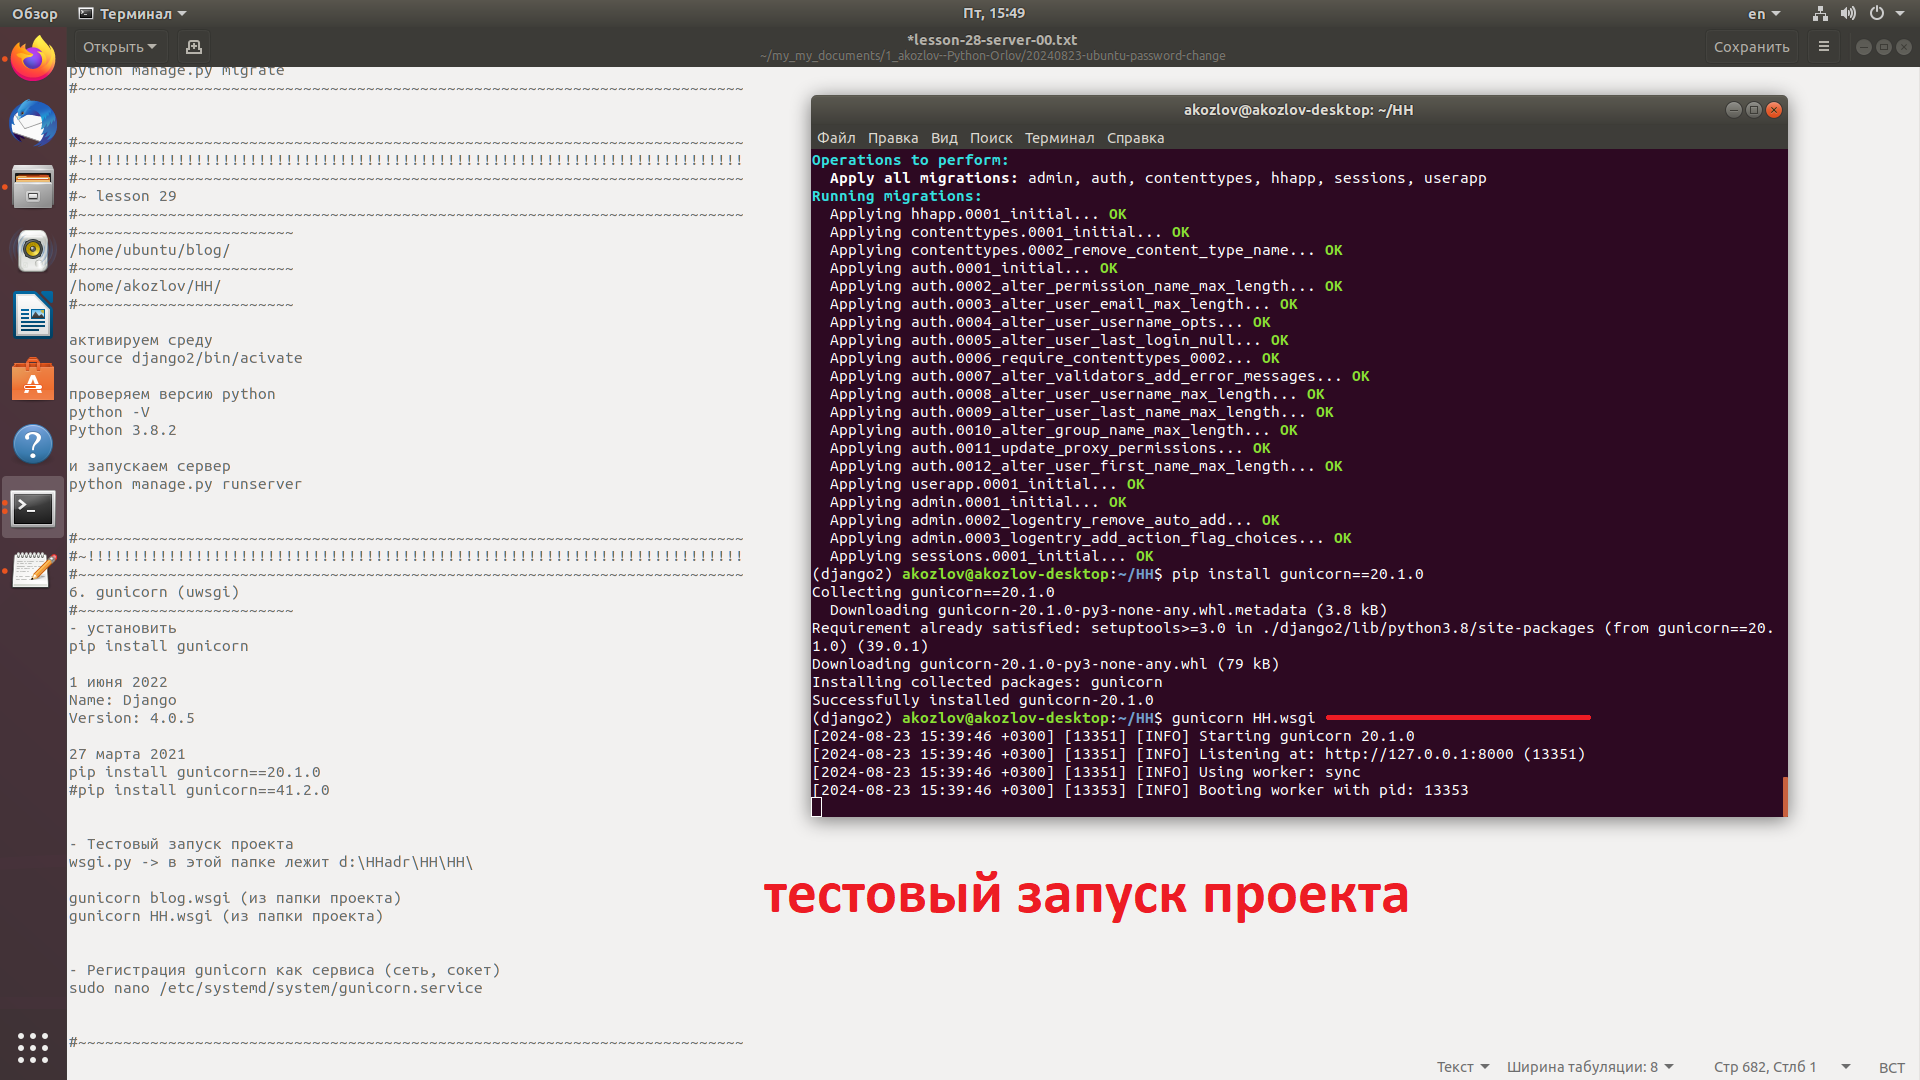 Обзор
Терминал
Пт, 15:49
en
Открыть
*lesson-28-server-00.txt
~/my_my_documents/1_akozlov--Python-Orlov/20240823-ubuntu-password-change
Сохранить
python manage.py migrate
#~~~~~~~~~~~~~~~~~~~~~~~~~~~~~~~~~~~~~~~~~~~~~~~~~~~~~~~~~~~~~~~~~~~~~~~~~~
#~~~~~~~~~~~~~~~~~~~~~~~~~~~~~~~~~~~~~~~~~~~~~~~~~~~~~~~~~~~~~~~~~~~~~~~~~~
#~!!!!!!!!!!!!!!!!!!!!!!!!!!!!!!!!!!!!!!!!!!!!!!!!!!!!!!!!!!!!!!!!!!!!!!!!!
#~~~~~~~~~~~~~~~~~~~~~~~~~~~~~~~~~~~~~~~~~~~~~~~~~~~~~~~~~~~~~~~~~~~~~~~~~~
#~ lesson 29
#~~~~~~~~~~~~~~~~~~~~~~~~~~~~~~~~~~~~~~~~~~~~~~~~~~~~~~~~~~~~~~~~~~~~~~~~~~
#~~~~~~~~~~~~~~~~~~~~~~~~
/home/ubuntu/blog/
#~~~~~~~~~~~~~~~~~~~~~~~~
/home/akozlov/HH/
#~~~~~~~~~~~~~~~~~~~~~~~~
активируем среду
source django2/bin/acivate
проверяем версию python
python -V
Python 3.8.2
и запускаем сервер
python manage.py runserver
#~~~~~~~~~~~~~~~~~~~~~~~~~~~~~~~~~~~~~~~~~~~~~~~~~~~~~~~~~~~~~~~~~~~~~~~~~~
#~!!!!!!!!!!!!!!!!!!!!!!!!!!!!!!!!!!!!!!!!!!!!!!!!!!!!!!!!!!!!!!!!!!!!!!!!!
#~~~~~~~~~~~~~~~~~~~~~~~~~~~~~~~~~~~~~~~~~~~~~~~~~~~~~~~~~~~~~~~~~~~~~~~~~~
6. gunicorn (uwsgi)
#~~~~~~~~~~~~~~~~~~~~~~~~
- установить
pip install gunicorn
1 июня 2022
Name: Django
Version: 4.0.5
27 марта 2021
pip install gunicorn==20.1.0
#pip install gunicorn==41.2.0
- Тестовый запуск проекта
wsgi.py -> в этой папке лежит d:\HHadr\HH\HH\
gunicorn blog.wsgi (из папки проекта)
gunicorn HH.wsgi (из папки проекта)
- Регистрация gunicorn как сервиса (сеть, сокет)
sudo nano /etc/systemd/system/gunicorn.service
#~~~~~~~~~~~~~~~~~~~~~~~~~~~~~~~~~~~~~~~~~~~~~~~~~~~~~~~~~~~~~~~~~~~~~~~~~~
akozlov@akozlov-desktop: ~/HH
Файл Правка Вид Поиск Терминал Справка
Operations to perform:
Apply all migrations: admin, auth, contenttypes, hhapp, sessions, userapp
Running migrations:
Applying hhapp.0001_initial... OK
Applying contenttypes.0001_initial... OK
Applying contenttypes.0002_remove_content_type_name... OK
Applying auth.0001_initial... OK
Applying auth.0002_alter_permission_name_max_length... OK
Applying auth.0003_alter_user_email_max_length... OK
Applying auth.0004_alter_user_username_opts... OK
Applying auth.0005_alter_user_last_login_null... OK
Applying auth.0006_require_contenttypes_0002... OK
Applying auth.0007_alter_validators_add_error_messages... OK
Applying auth.0008_alter_user_username_max_length... OK
Applying auth.0009_alter_user_last_name_max_length... OK
Applying auth.0010_alter_group_name_max_length... OK
Applying auth.0011_update_proxy_permissions... OK
Applying auth.0012_alter_user_first_name_max_length... OK
Applying userapp.0001_initial... OK
Applying admin.0001_initial... OK
Applying admin.0002_logentry_remove_auto_add... OK
Applying admin.0003_logentry_add_action_flag_choices... OK
Applying sessions.0001_initial... OK
(django2) akozlov@akozlov-desktop:~/HH$ pip install gunicorn==20.1.0
Collecting gunicorn==20.1.0
Downloading gunicorn-20.1.0-py3-none-any.whl.metadata (3.8 kB)
Requirement already satisfied: setuptools>=3.0 in ./django2/lib/python3.8/site-packages (from gunicorn==20.
1.0) (39.0.1)
Downloading gunicorn-20.1.0-py3-none-any.whl (79 kB)
Installing collected packages: gunicorn
Successfully installed gunicorn-20.1.0
(django2) akozlov@akozlov-desktop:~/HH$ gunicorn HH.wsgi
[2024-08-23 15:39:46 +0300] [13351] [INFO] Starting gunicorn 20.1.0
[2024-08-23 15:39:46 +0300] [13351] [INFO] Listening at: http://127.0.0.1:8000 (13351)
[2024-08-23 15:39:46 +0300] [13351] [INFO] Using worker: sync
[2024-08-23 15:39:46 +0300] [13353] [INFO] Booting worker with pid: 13353
тестовый запуск проекта
Текст
Ширина табуляции: 8
Стр 682, Стлб 1
ВСТ